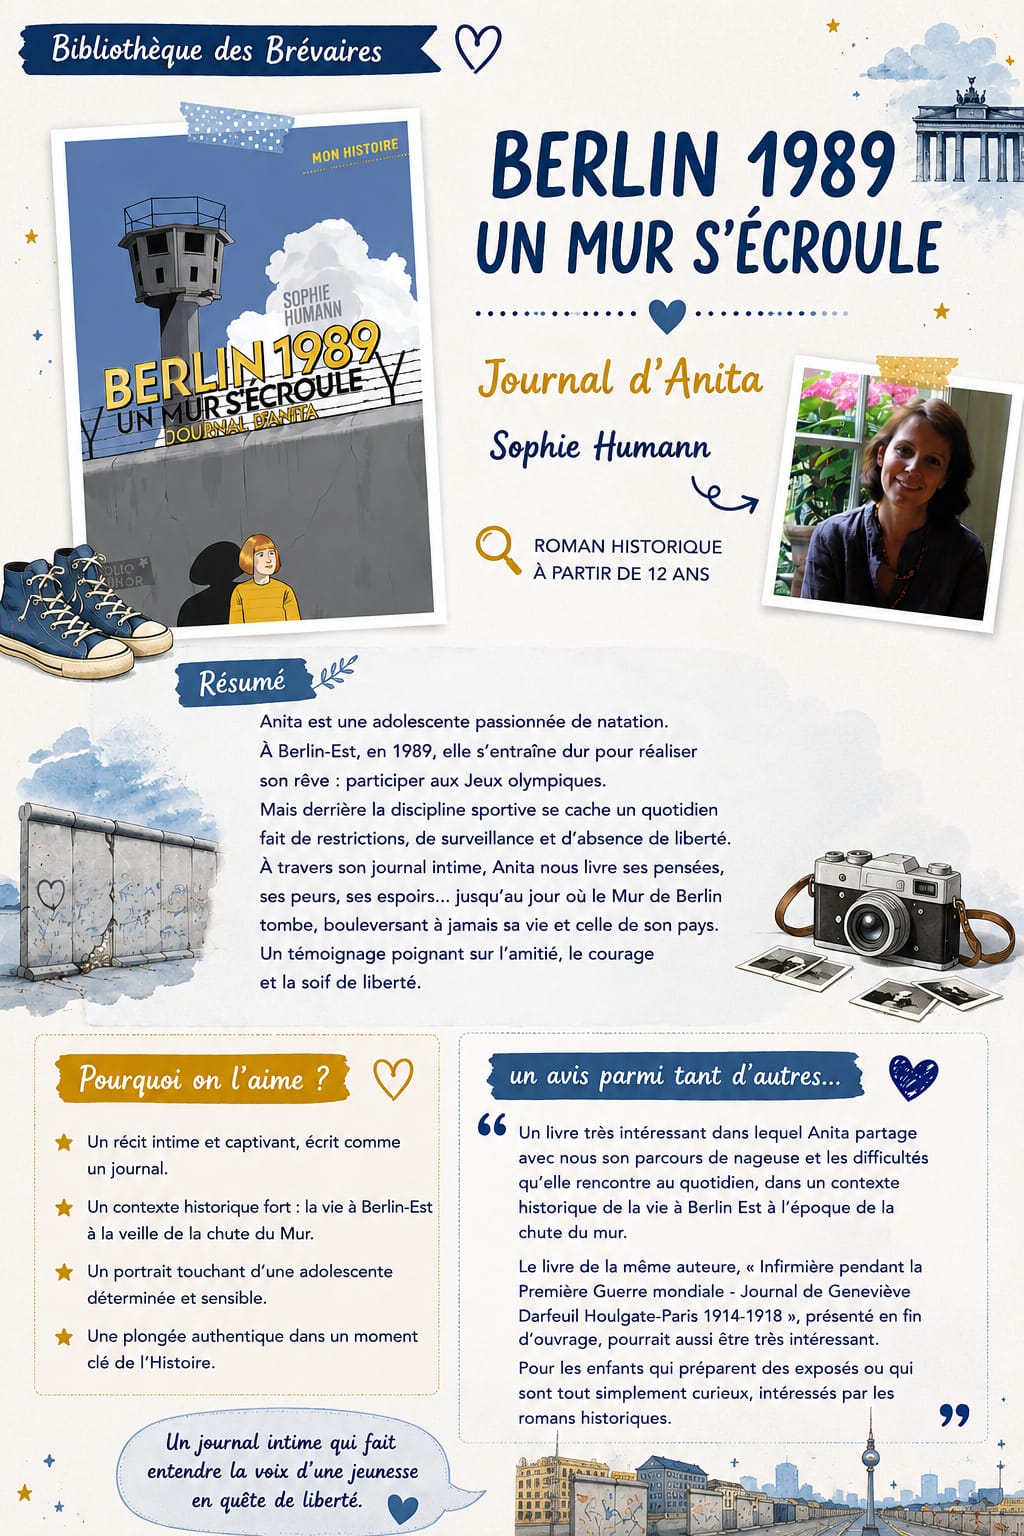 Bibliothèque des Brévaires
MON HISTOIRE
SOPHIE
HUMANN
BERLIN 1989
UN MUR S'ÉCROULE
JOURNAL D'ANITA
BERLIN 1989
UN MUR S'ÉCROULE
Journal d'Anita
Sophie Humann
ROMAN HISTORIQUE
À PARTIR DE 12 ANS
Résumé
Anita est une adolescente passionnée de natation.
À Berlin-Est, en 1989, elle s'entraîne dur pour réaliser
son rêve : participer aux Jeux olympiques.
Mais derrière la discipline sportive se cache un quotidien
fait de restrictions, de surveillance et d'absence de liberté.
À travers son journal intime, Anita nous livre ses pensées,
ses peurs, ses espoirs... jusqu'au jour où le Mur de Berlin
tombe, bouleversant à jamais sa vie et celle de son pays.
Un témoignage poignant sur l'amitié, le courage
et la soif de liberté.
Pourquoi on l'aime ?
Un récit intime et captivant, écrit comme
un journal.
Un contexte historique fort : la vie à Berlin-Est
à la veille de la chute du Mur.
Un portrait touchant d'une adolescente
déterminée et sensible.
Une plongée authentique dans un moment
clé de l'Histoire.
un avis parmi tant d'autres...
“ Un livre très intéressant dans lequel Anita partage
avec nous son parcours de nageuse et les difficultés
qu'elle rencontre au quotidien, dans un contexte
historique de la vie à Berlin Est à l'époque de la
chute du mur.
Le livre de la même auteure, « Infirmière pendant la
Première Guerre mondiale - Journal de Geneviève
Darfeuil Houlgate-Paris 1914-1918 », présenté en fin
d'ouvrage, pourrait aussi être très intéressant.
Pour les enfants qui préparent des exposés ou qui
sont tout simplement curieux, intéressés par les
romans historiques. ”
Un journal intime qui fait
entendre la voix d'une jeunesse
en quête de liberté.